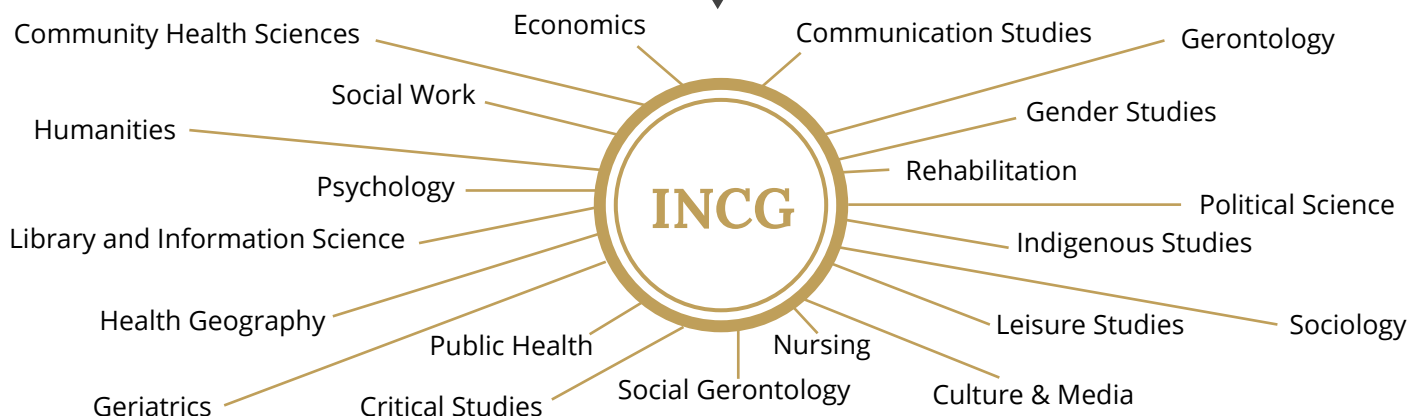 Economics
Communication Studies
Community Health Sciences
Gerontology
Social Work
Gender Studies
Humanities
Rehabilitation
Psychology
INCG
Political Science
Library and Information Science
Indigenous Studies
Health Geography
Leisure Studies
Sociology
Public Health
Nursing
Social Gerontology
Culture & Media
Geriatrics
Critical Studies